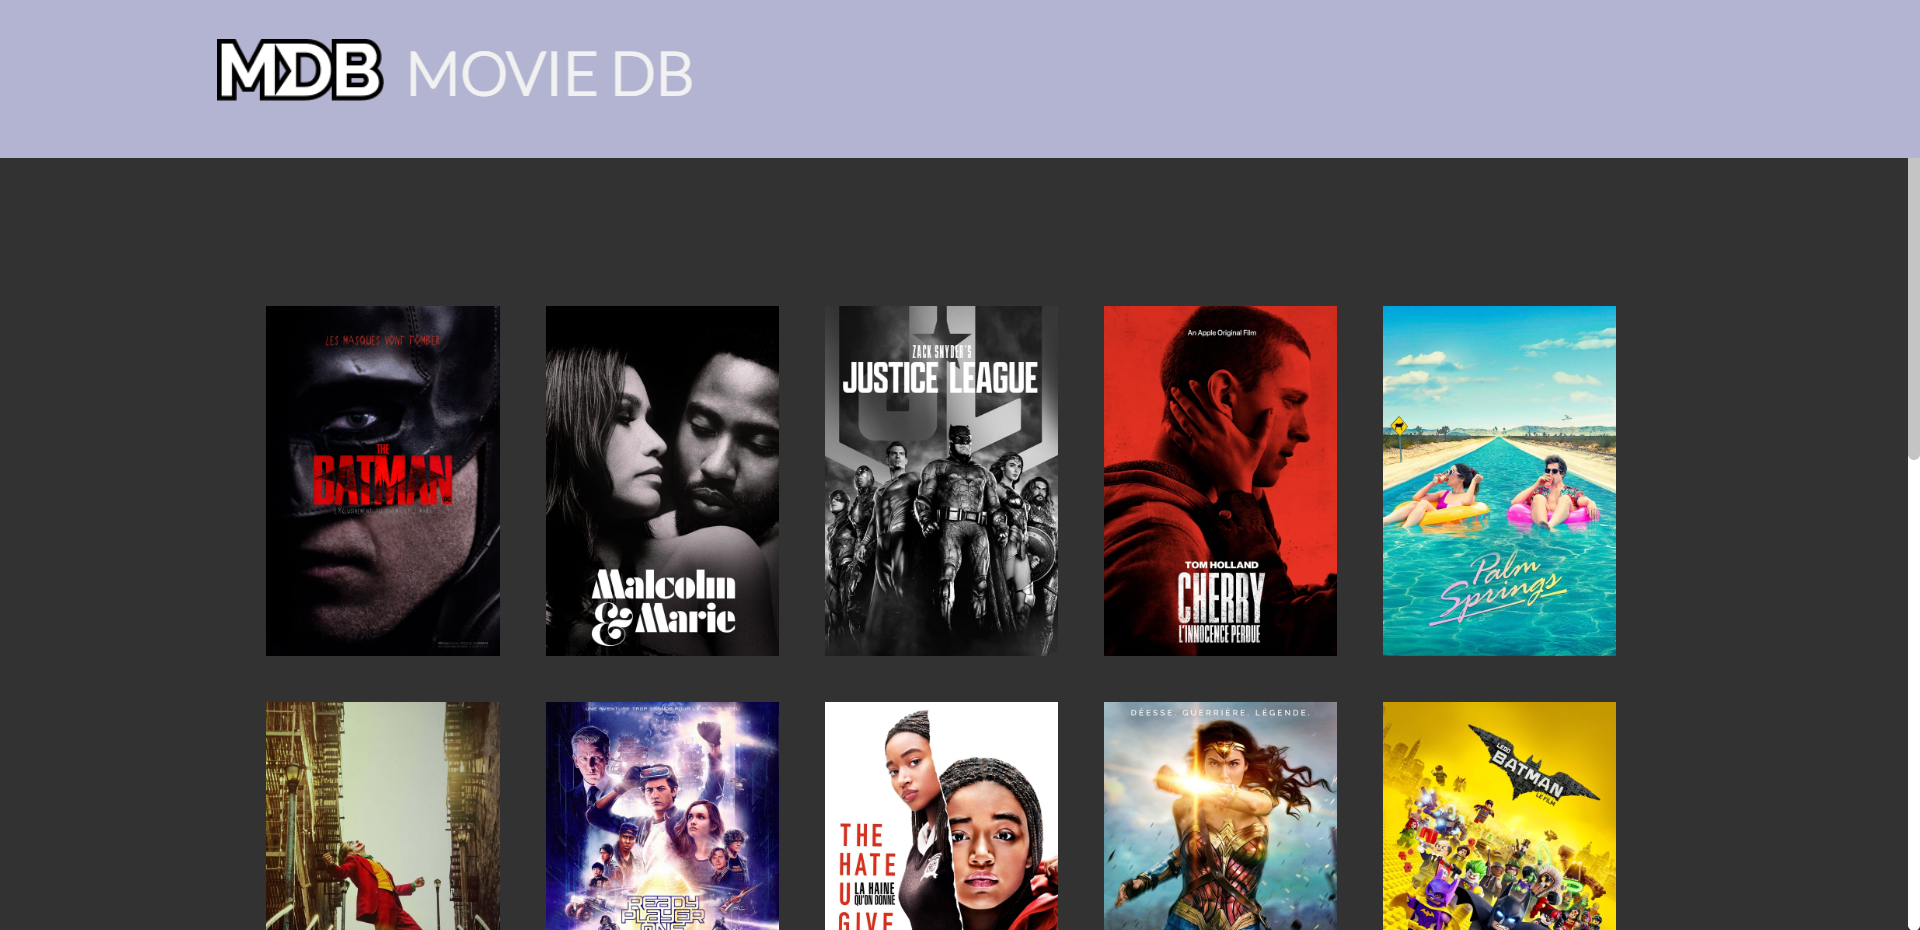 MDB MOVIE DB
LES MASQUES VONT TOMBER
THE
BATMAN
Malcolm
& Marie
ZACK SNYDER'S
JUSTICE LEAGUE
An Apple Original Film
TOM HOLLAND
CHERRY
L'INNOCENCE PERDUE
Palm
Springs
READY
PLAYER
ONE
THE
HATE
U
LA HAINE
QU'ON DONNE
GIVE
DÉESSE. GUERRIÈRE. LÉGENDE.
LEGO
BATMAN
LE FILM